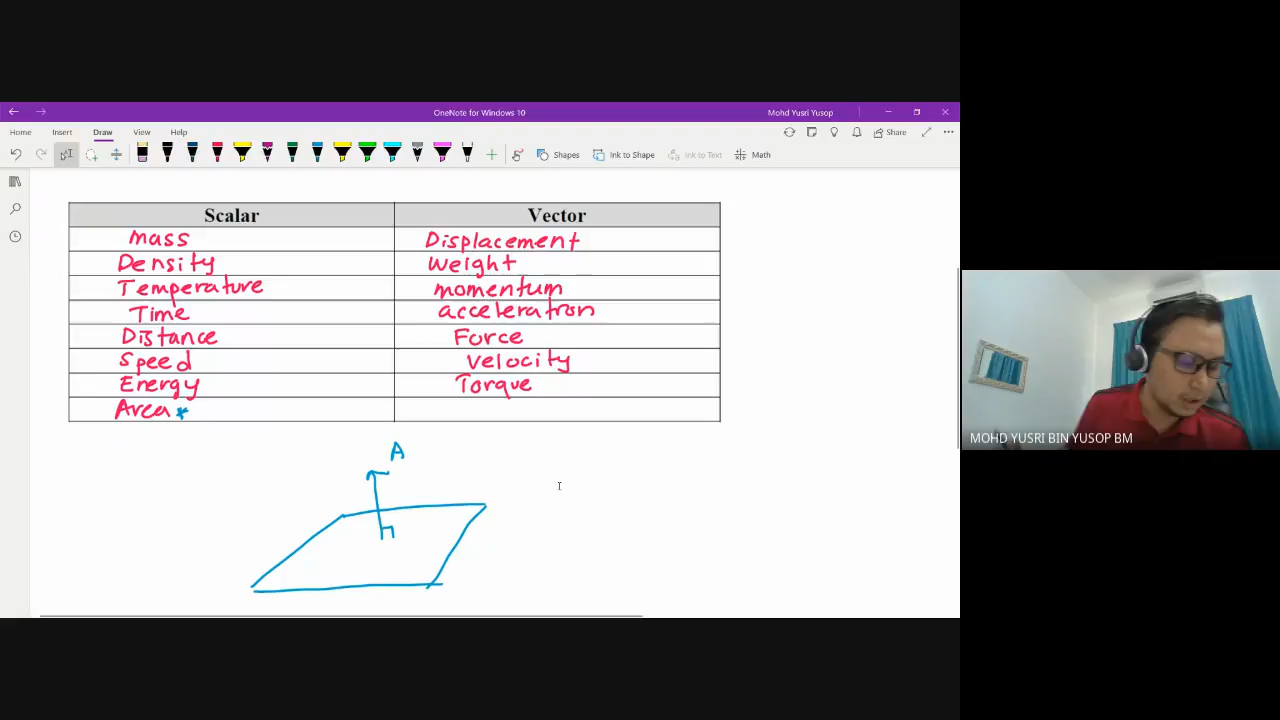 OneNote for Windows 10
Mohd Yusri Yusop
Home Insert Draw View Help
Share
Shapes Ink to Shape Ink to Text Math
Scalar Vector
Mass Displacement
Density Weight
Temperature momentum
Time acceleration
Distance Force
Speed Velocity
Energy Torque
Area*
A
MOHD YUSRI BIN YUSOP BM